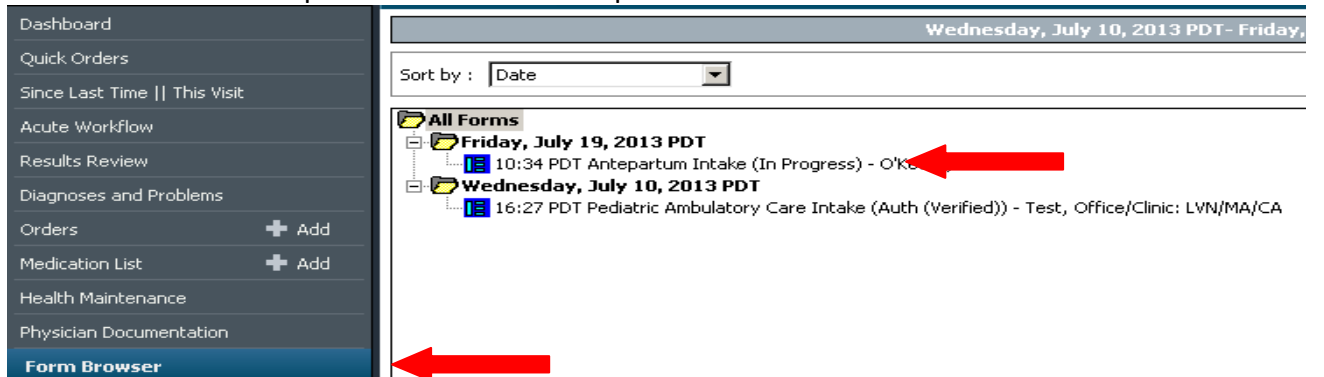 Dashboard
Quick Orders
Since Last Time || This Visit
Acute Workflow
Results Review
Diagnoses and Problems
Orders + Add
Medication List + Add
Health Maintenance
Physician Documentation
Form Browser
Wednesday, July 10, 2013 PDT- Friday,
Sort by : Date
All Forms
Friday, July 19, 2013 PDT
10:34 PDT Antepartum Intake (In Progress) -
Wednesday, July 10, 2013 PDT
16:27 PDT Pediatric Ambulatory Care Intake (Auth (Verified)) - Test, Office/Clinic: LVN/MA/CA